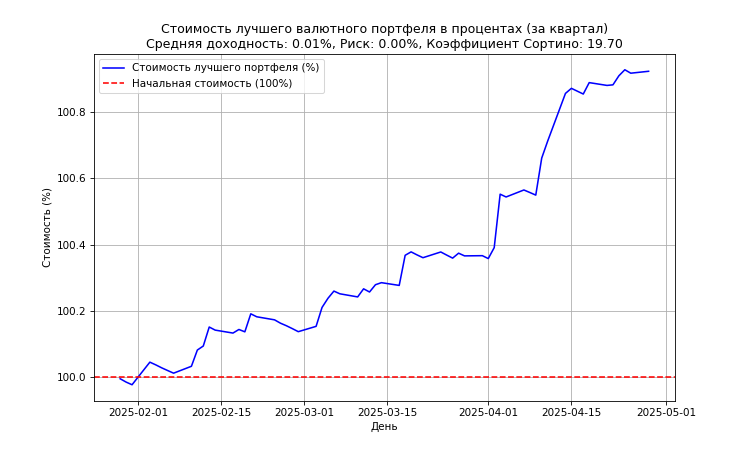 Стоимость лучшего валютного портфеля в процентах (за квартал)
Средняя доходность: 0.01%, Риск: 0.00%, Коэффициент Сортино: 19.70
Стоимость лучшего портфеля (%)
Начальная стоимость (100%)
Стоимость (%)
100.8
100.6
100.4
100.2
100.0
2025-02-01
2025-02-15
2025-03-01
2025-03-15
2025-04-01
2025-04-15
2025-05-01
День